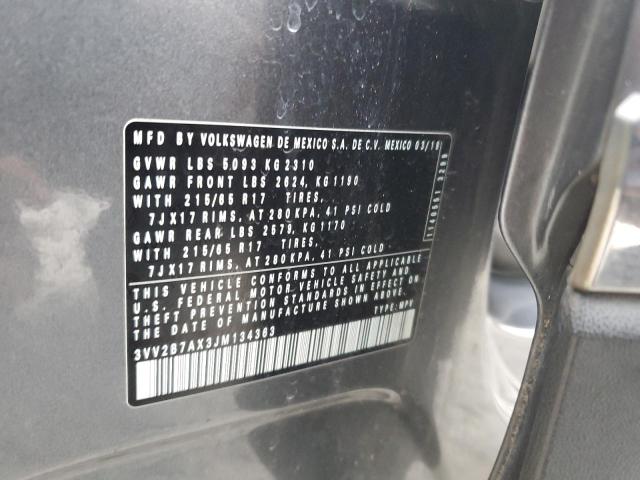 MFD BY VOLKSWAGEN DE MEXICO S.A. DE C.V. MEXICO 03/18
GVWR LBS 5093 KG 2310
GAWR FRONT LBS 2624, KG 1190
WITH 215/65 R17 TIRES,
7JX17 RIMS, AT 280 KPA, 41 PSI COLD
GAWR REAR LBS 2579, KG 1170
WITH 215/65 R17 TIRES,
7JX17 RIMS, AT 280 KPA, 41 PSI COLD
THIS VEHICLE CONFORMS TO ALL APPLICABLE
U.S. FEDERAL MOTOR VEHICLE SAFETY AND
THEFT PREVENTION STANDARDS IN EFFECT ON
THE DATE OF MANUFACTURE SHOWN ABOVE.
TYPE: MPV
3VV2B7AX3JM134363